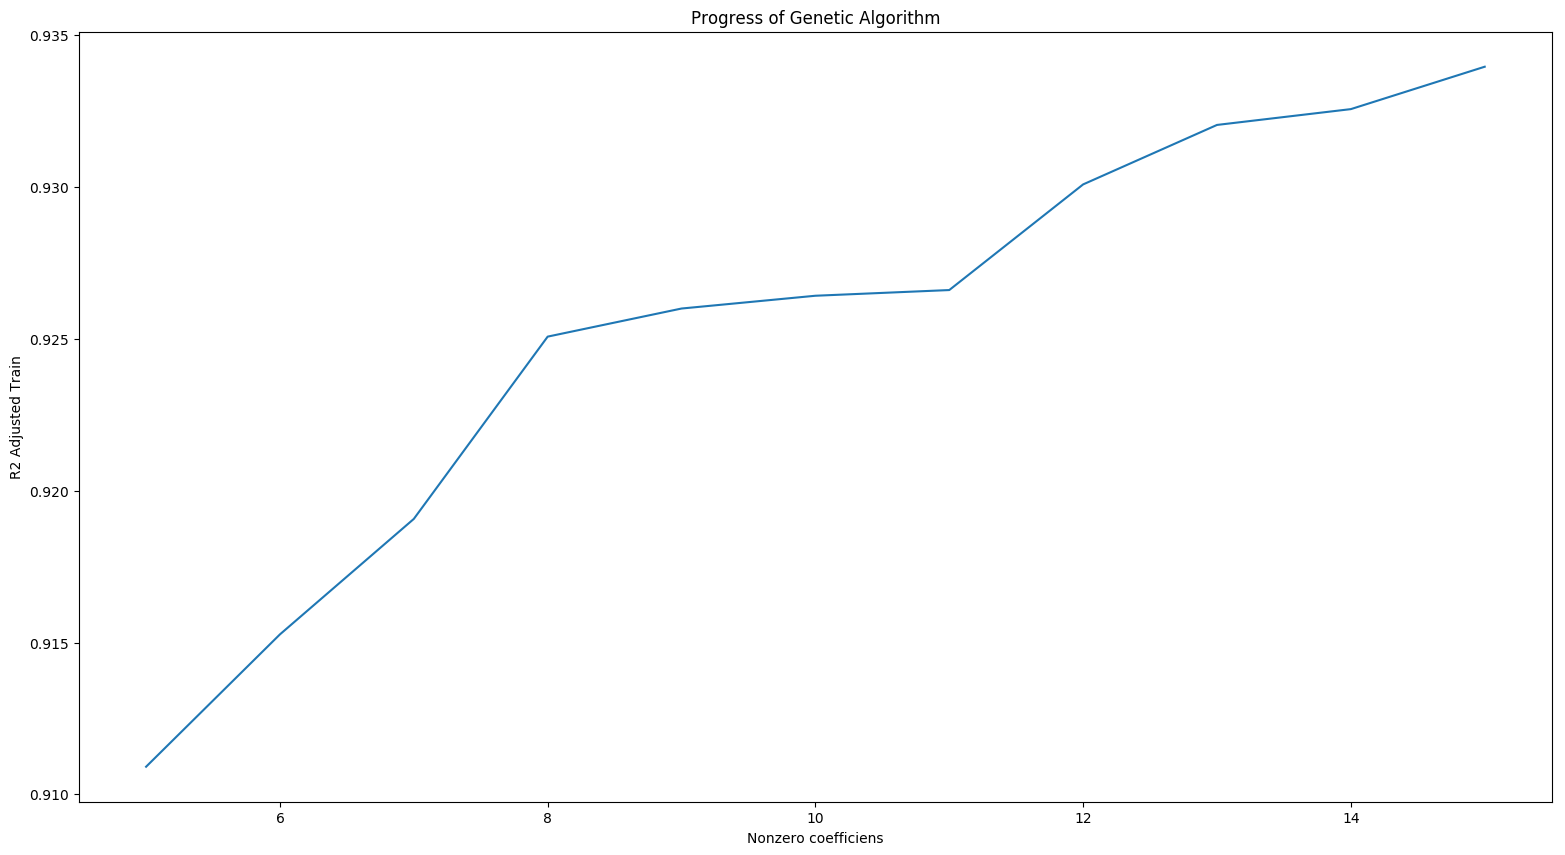 Progress of Genetic Algorithm
R2 Adjusted Train
0.935
0.930
0.925
0.920
0.915
0.910
6 8 10 12 14
Nonzero coefficiens